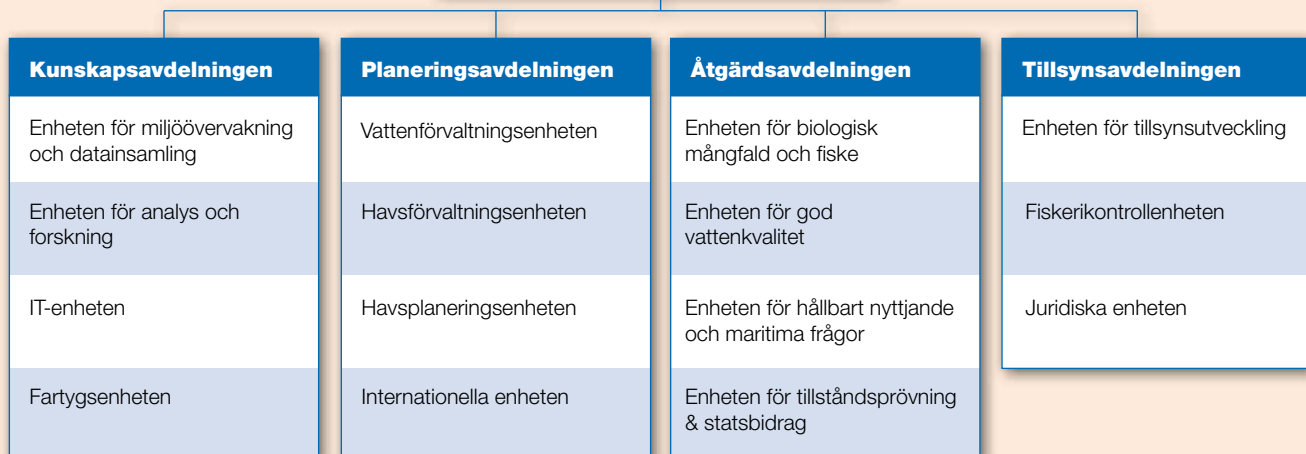 Kunskapsavdelningen
Enheten för miljöövervakning
och datainsamling
Enheten för analys och
forskning
IT-enheten
Fartygsenheten
Planeringsavdelningen
Vattenförvaltningsenheten
Havsförvaltningsenheten
Havsplaneringsenheten
Internationella enheten
Åtgärdsavdelningen
Enheten för biologisk
mångfald och fiske
Enheten för god
vattenkvalitet
Enheten för hållbart nyttjande
och maritima frågor
Enheten för tillståndsprövning
& statsbidrag
Tillsynsavdelningen
Enheten för tillsynsutveckling
Fiskerikontrollenheten
Juridiska enheten